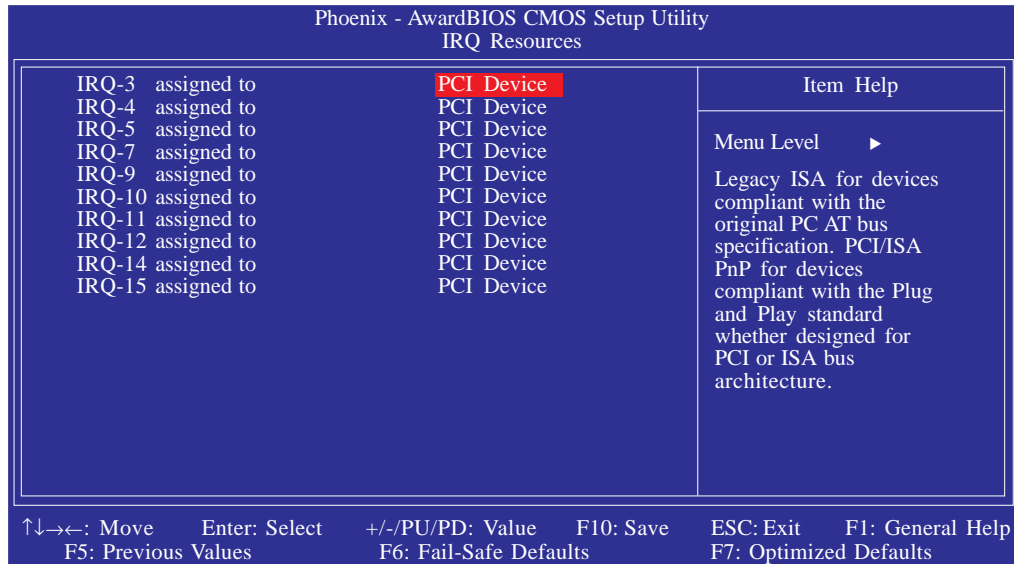 Phoenix - AwardBIOS CMOS Setup Utility
IRQ Resources
IRQ-3 assigned to PCI Device
IRQ-4 assigned to PCI Device
IRQ-5 assigned to PCI Device
IRQ-7 assigned to PCI Device
IRQ-9 assigned to PCI Device
IRQ-10 assigned to PCI Device
IRQ-11 assigned to PCI Device
IRQ-12 assigned to PCI Device
IRQ-14 assigned to PCI Device
IRQ-15 assigned to PCI Device
Item Help
Menu Level ▶
Legacy ISA for devices
compliant with the
original PC AT bus
specification. PCI/ISA
PnP for devices
compliant with the Plug
and Play standard
whether designed for
PCI or ISA bus
architecture.
↑↓→←: Move Enter: Select +/-/PU/PD: Value F10: Save ESC: Exit F1: General Help
F5: Previous Values F6: Fail-Safe Defaults F7: Optimized Defaults